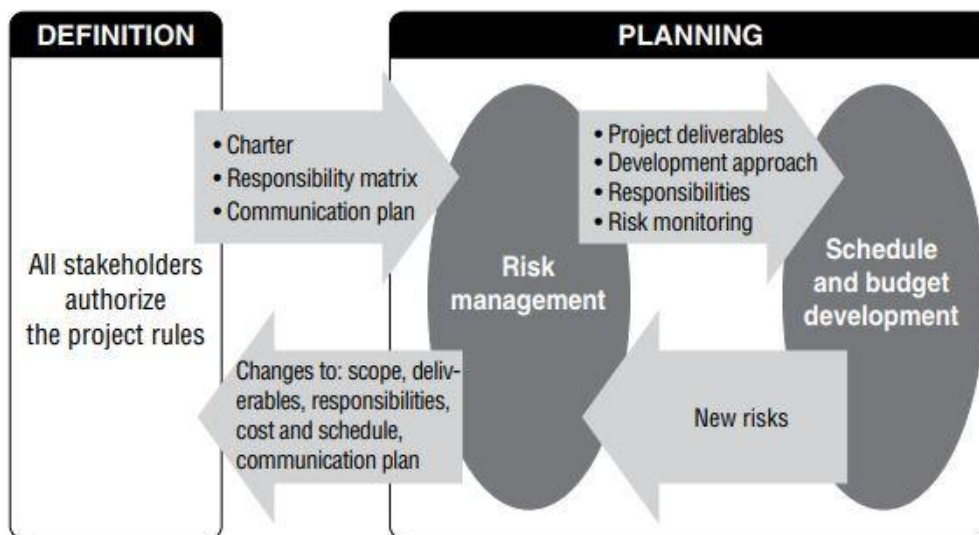 DEFINITION
PLANNING
• Charter
• Responsibility matrix
• Communication plan
• Project deliverables
• Development approach
• Responsibilities
• Risk monitoring
All stakeholders
authorize
the project rules
Risk
management
Schedule
and budget
development
Changes to: scope, deliv-
erables, responsibilities,
cost and schedule,
communication plan
New risks